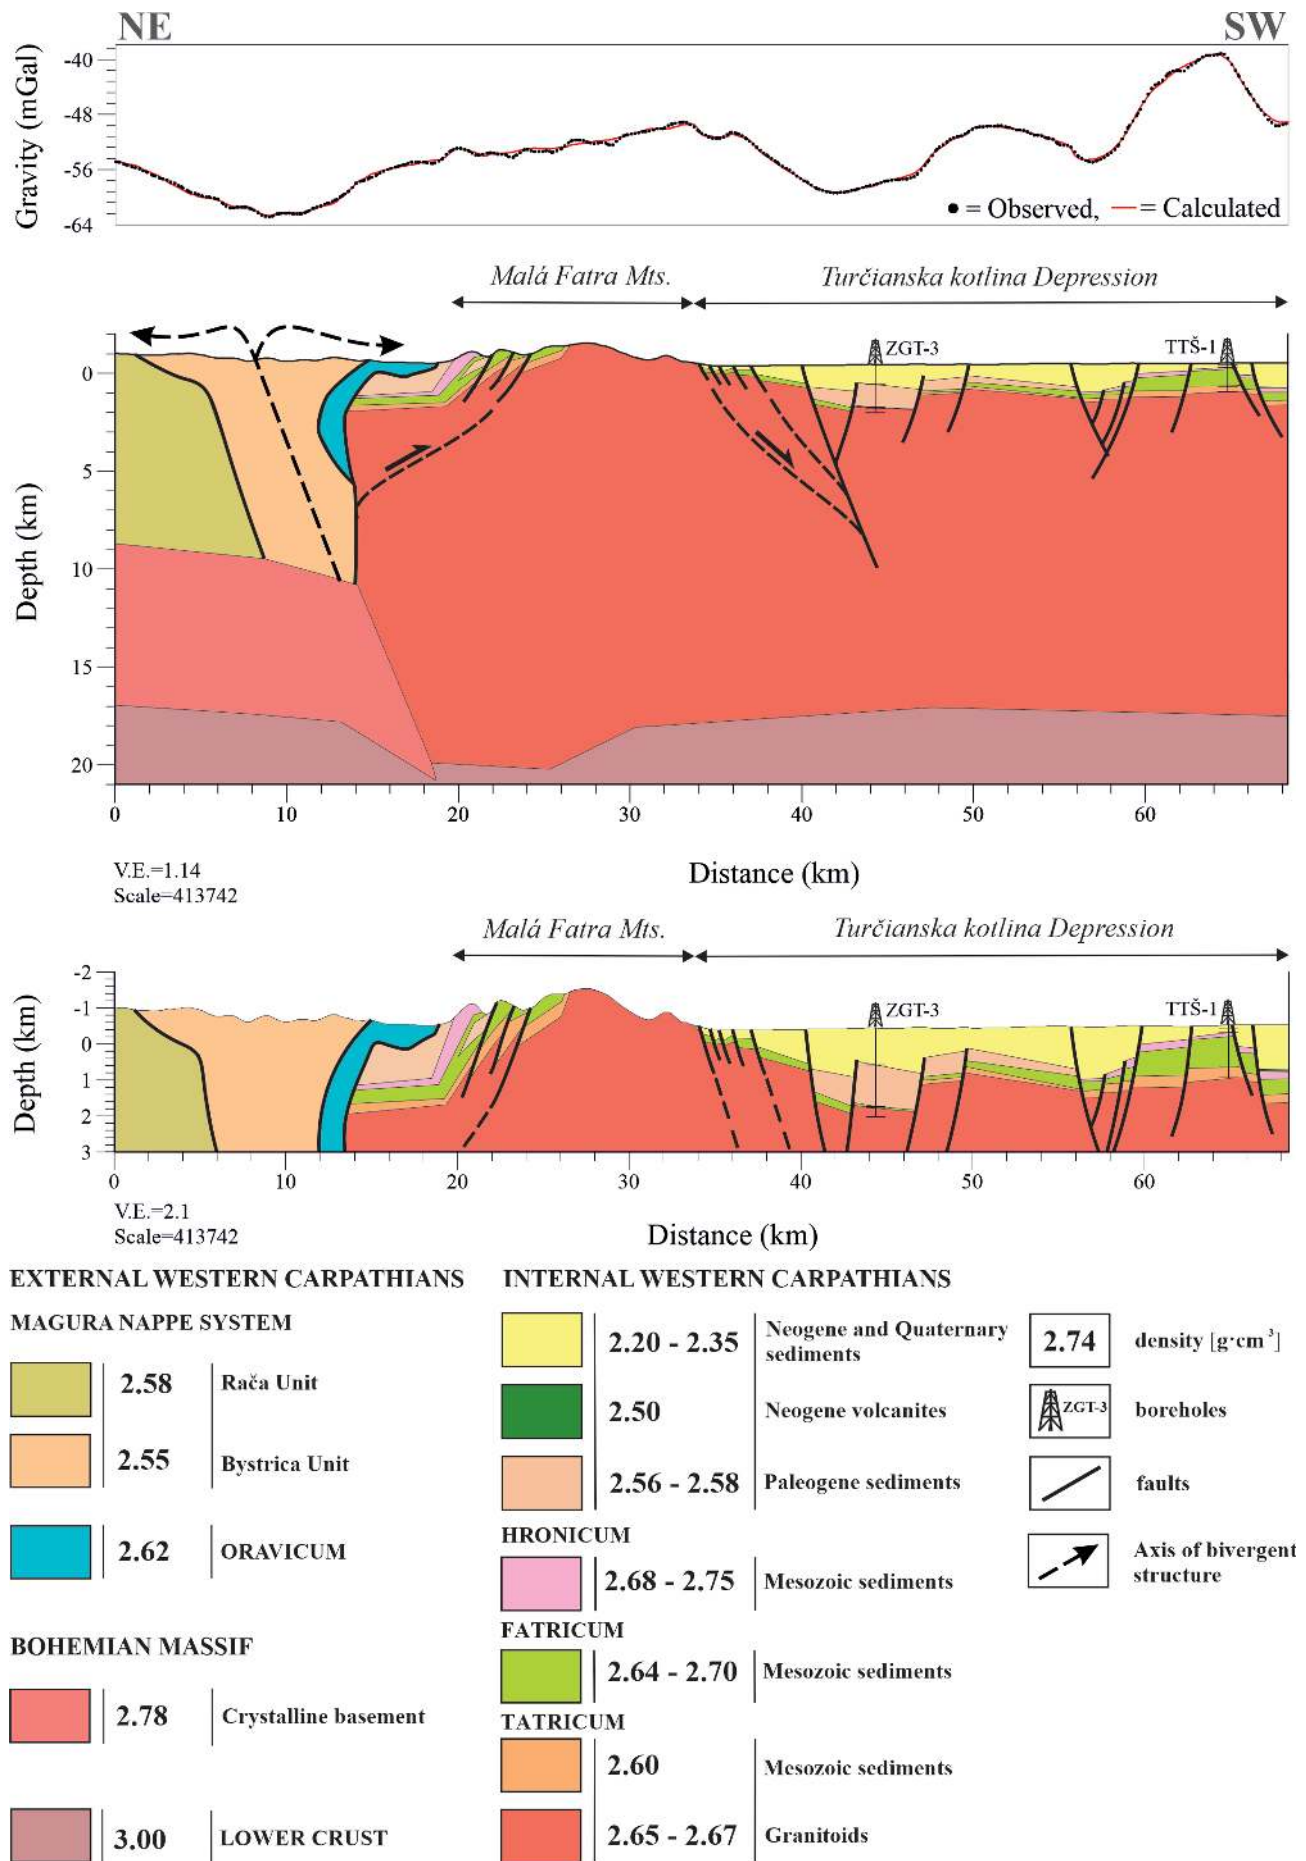 NE
SW
Gravity (mGal)
-40
-48
-56
-64
= Observed, = Calculated
Malá Fatra Mts.
Turčianska kotlina Depression
ZGT-3
TTŠ-1
Depth (km)
0
5
10
15
20
0
10
20
30
40
50
60
Distance (km)
V.E.=1.14
Scale=413742
Malá Fatra Mts.
Turčianska kotlina Depression
ZGT-3
TTŠ-1
Depth (km)
-2
-1
0
1
2
3
0
10
20
30
40
50
60
Distance (km)
V.E.=2.1
Scale=413742
EXTERNAL WESTERN CARPATHIANS
MAGURA NAPPE SYSTEM
2.58 Rača Unit
2.55 Bystrica Unit
2.62 ORAVICUM
BOHEMIAN MASSIF
2.78 Crystalline basement
3.00 LOWER CRUST
INTERNAL WESTERN CARPATHIANS
2.20 - 2.35 Neogene and Quaternary
sediments
2.50 Neogene volcanites
2.56 - 2.58 Paleogene sediments
HRONICUM
2.68 - 2.75 Mesozoic sediments
FATRICUM
2.64 - 2.70 Mesozoic sediments
TATRICUM
2.60 Mesozoic sediments
2.65 - 2.67 Granitoids
2.74 density [g·cm³]
ZGT-3 boreholes
faults
Axis of bivergent
structure